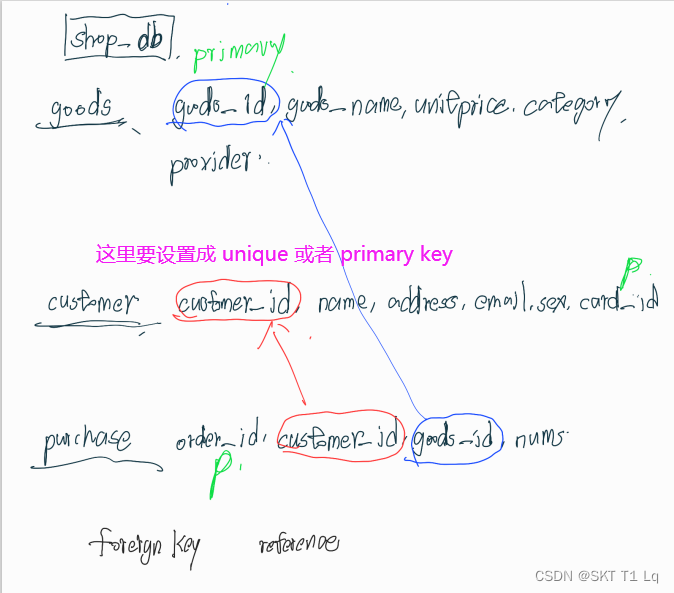 shop_db
primary
goods goods_id, goods_name, unitprice, category,
provider.
这里要设置成 unique 或者 primary key
p.
customer custmer_id, name, address, email, sex, card_id
purchase order_id, customer_id, goods_id, nums
p.
foreign key reference
CSDN @SKT T1 Lq